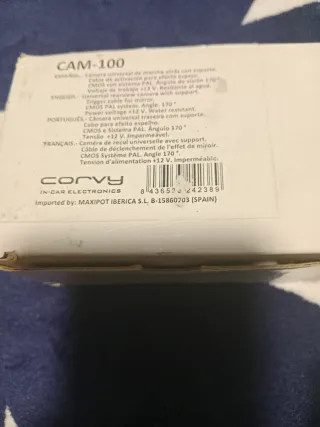 CAM-100
ESPAÑOL.- Cámara universal de marcha atrás con soporte.
Cable de activación para efecto espejo.
CMOS con sistema PAL. Angulo de visión 170°
Voltaje de trabajo +12 V. Resistente al agua.
ENGLISH.- Universal rearview camera with support.
Trigger cable for mirror.
CMOS PAL system. Angle. 170°
Power voltage +12 V. Water resistant.
PORTUGUÊS.- Câmara universal traseira com suporte.
Cabo para efeito espelho.
CMOS e Sistema PAL. Ângulo 170°
Tensão +12 V. Impermeável.
FRANÇAIS.- Caméra de recul universelle avec support.
Câble de déclenchement de l'effet de miroir.
CMOS Système PAL. Angle 170°.
Tension d'alimentation +12 V. Imperméable.
corvy
IN-CAR ELECTRONICS
242389
Imported by: MAXIPOT IBERICA S.L. B-15860703 (SPAIN)